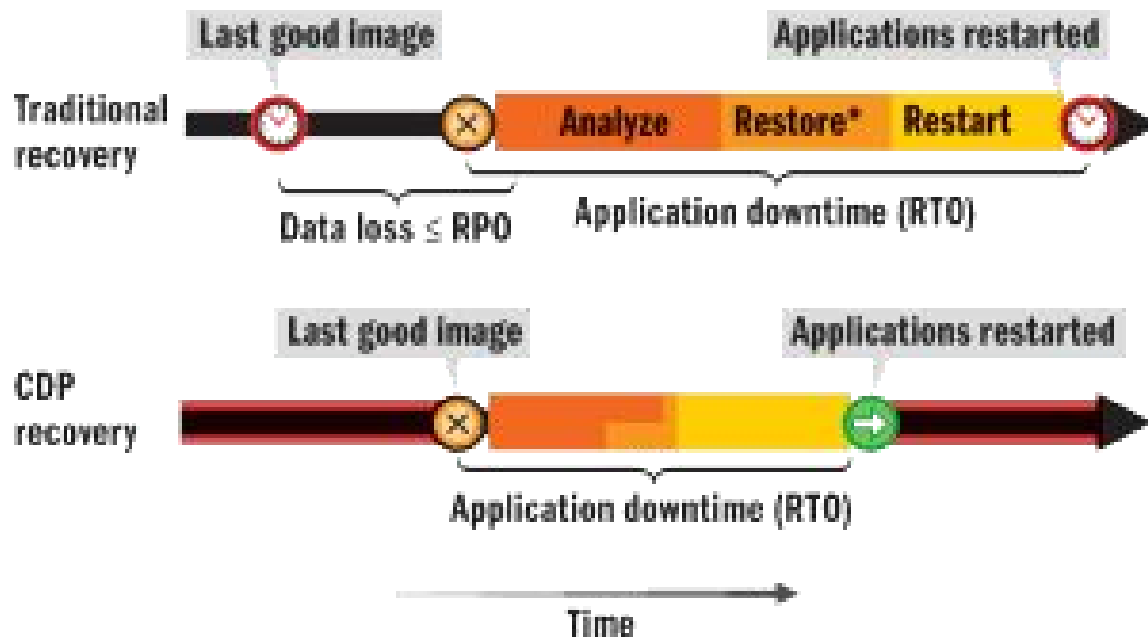 Last good image
Applications restarted
Traditional
recovery
Analyze
Restore*
Restart
Data loss ≤ RPO
Application downtime (RTO)
Last good image
Applications restarted
CDP
recovery
Application downtime (RTO)
Time